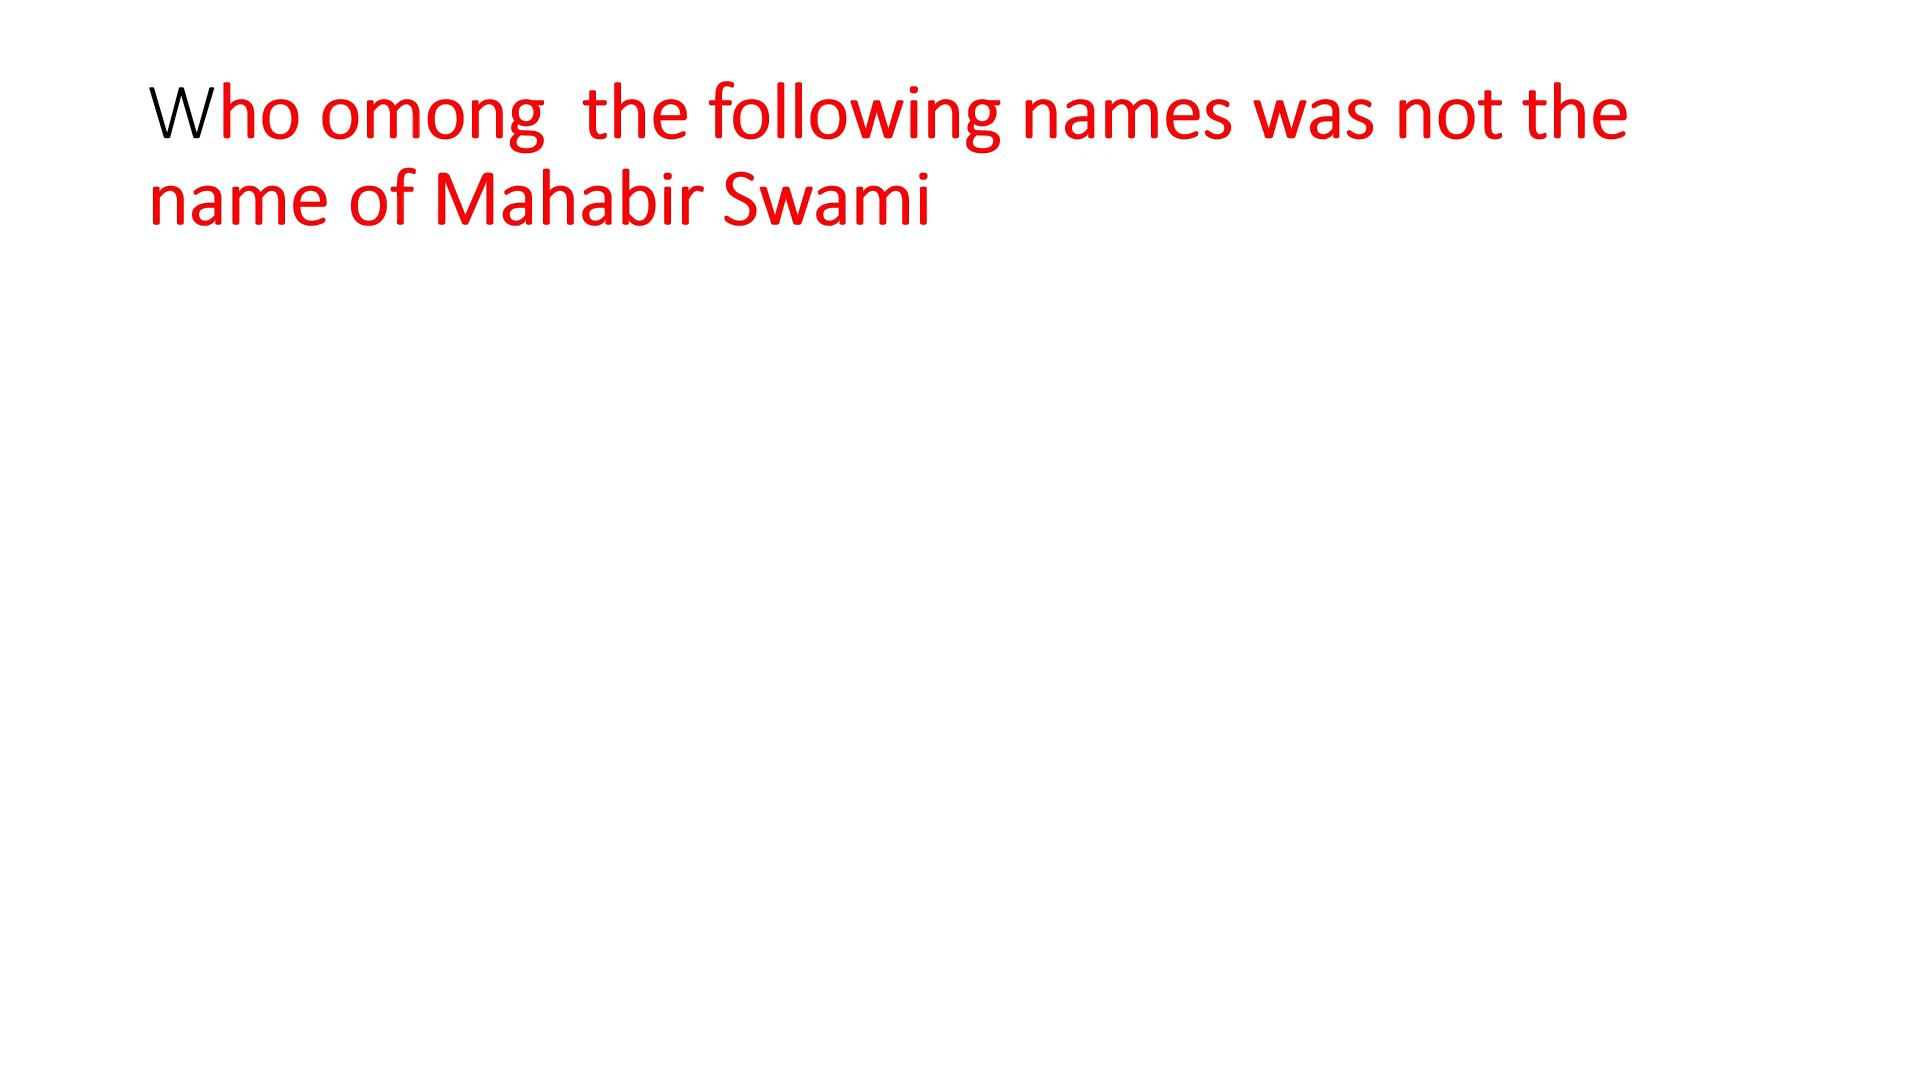 Who omong  the following names was not the
name of Mahabir Swami